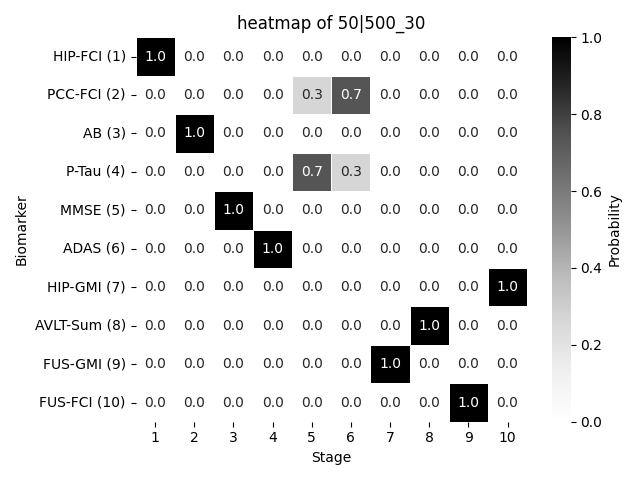 heatmap of 50|500_30
HIP-FCI (1) 1.0 0.0 0.0 0.0 0.0 0.0 0.0 0.0 0.0 0.0
PCC-FCI (2) 0.0 0.0 0.0 0.0 0.3 0.7 0.0 0.0 0.0 0.0
AB (3) 0.0 1.0 0.0 0.0 0.0 0.0 0.0 0.0 0.0 0.0
P-Tau (4) 0.0 0.0 0.0 0.0 0.7 0.3 0.0 0.0 0.0 0.0
MMSE (5) 0.0 0.0 1.0 0.0 0.0 0.0 0.0 0.0 0.0 0.0
ADAS (6) 0.0 0.0 0.0 1.0 0.0 0.0 0.0 0.0 0.0 0.0
HIP-GMI (7) 0.0 0.0 0.0 0.0 0.0 0.0 0.0 0.0 0.0 1.0
AVLT-Sum (8) 0.0 0.0 0.0 0.0 0.0 0.0 0.0 1.0 0.0 0.0
FUS-GMI (9) 0.0 0.0 0.0 0.0 0.0 0.0 1.0 0.0 0.0 0.0
FUS-FCI (10) 0.0 0.0 0.0 0.0 0.0 0.0 0.0 0.0 1.0 0.0
1 2 3 4 5 6 7 8 9 10
Stage
Biomarker
1.0
0.8
0.6
0.4
0.2
0.0
Probability